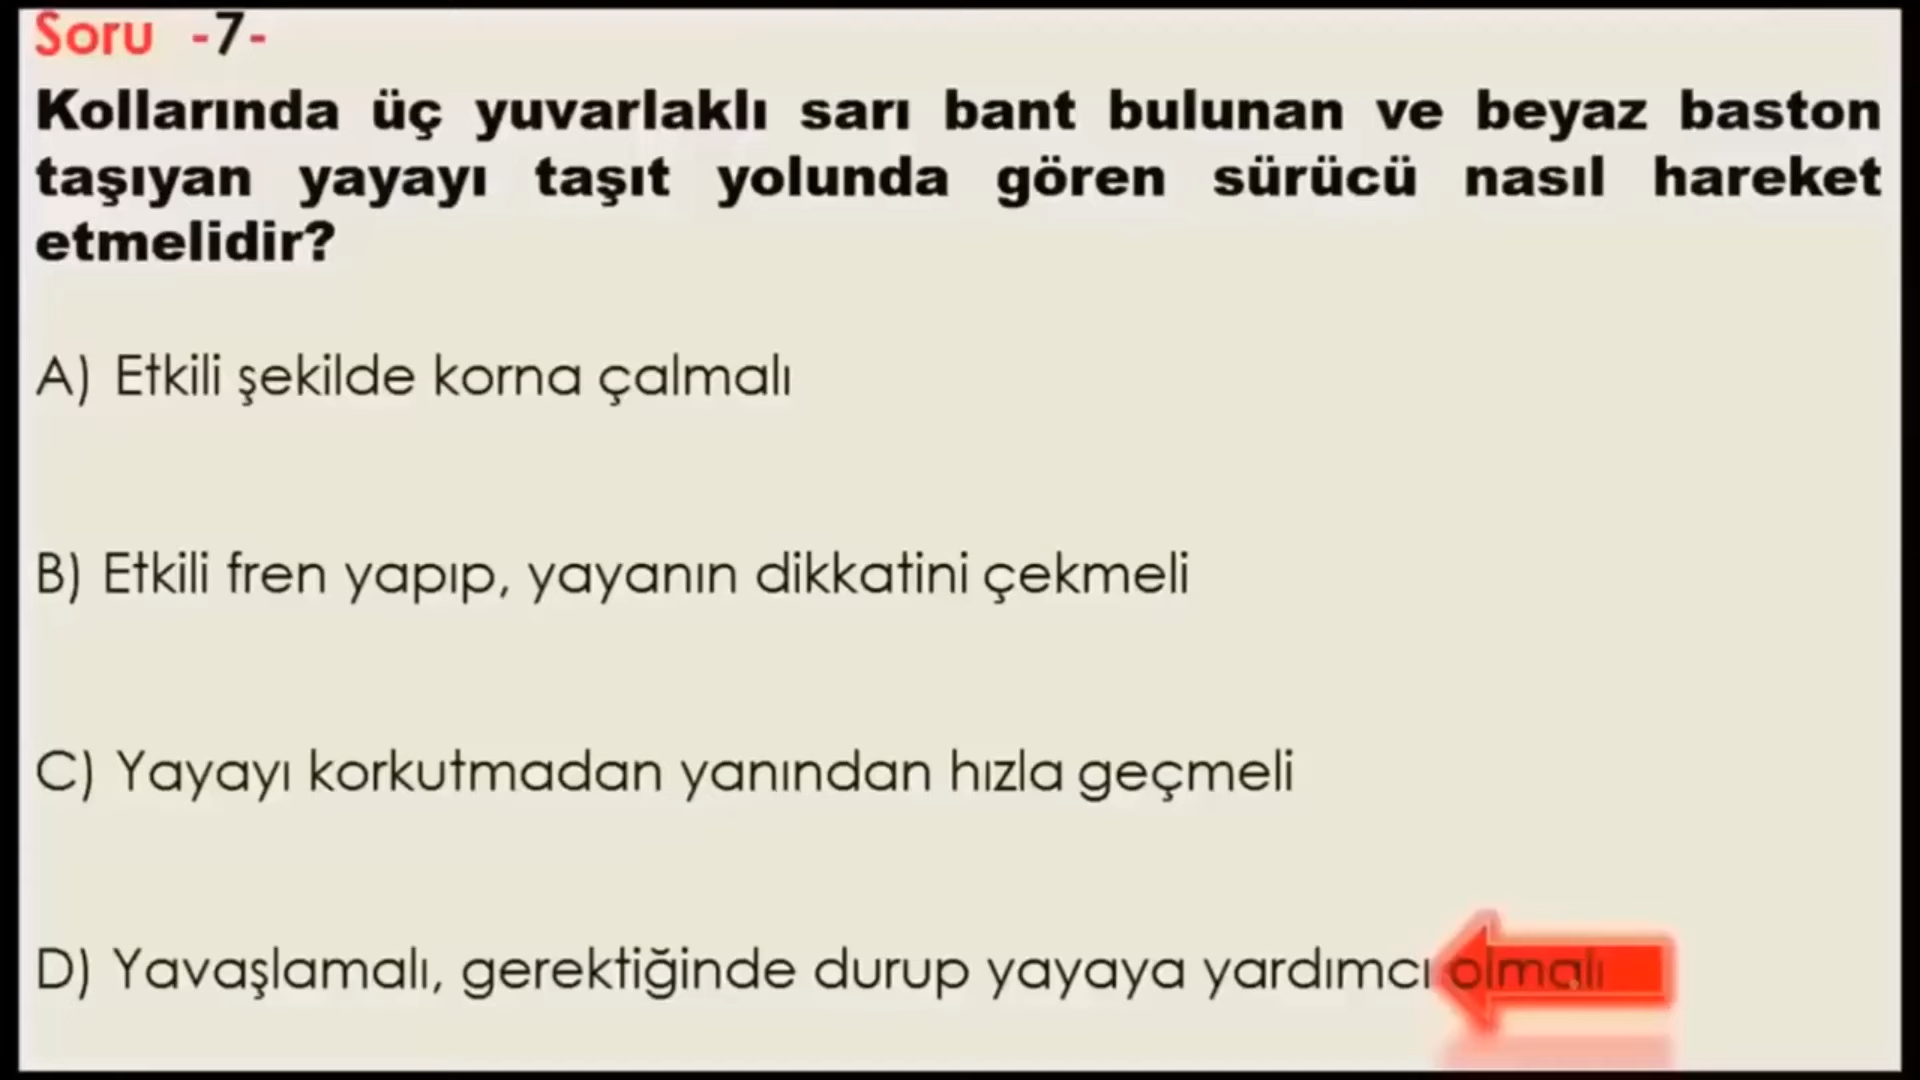 Soru -7-
Kollarında üç yuvarlaklı sarı bant bulunan ve beyaz baston
taşıyan yayayı taşıt yolunda gören sürücü nasıl hareket
etmelidir?
A) Etkili şekilde korna çalmalı
B) Etkili fren yapıp, yayanın dikkatini çekmeli
C) Yayayı korkutmadan yanından hızla geçmeli
D) Yavaşlamalı, gerektiğinde durup yayaya yardımcı olmalı